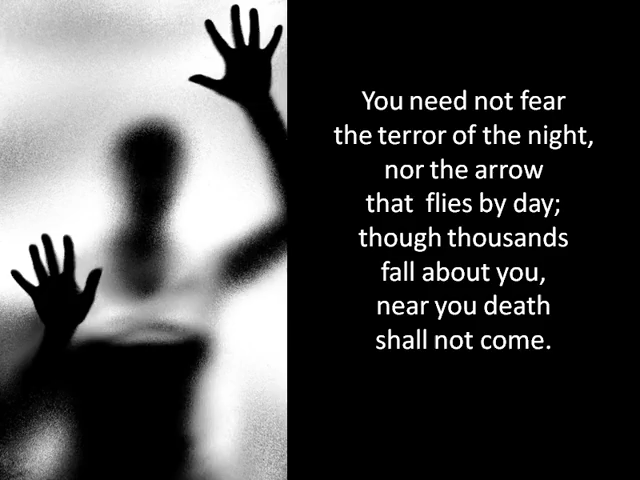 You need not fear
the terror of the night,
nor the arrow
that  flies by day;
though thousands
fall about you,
near you death
shall not come.